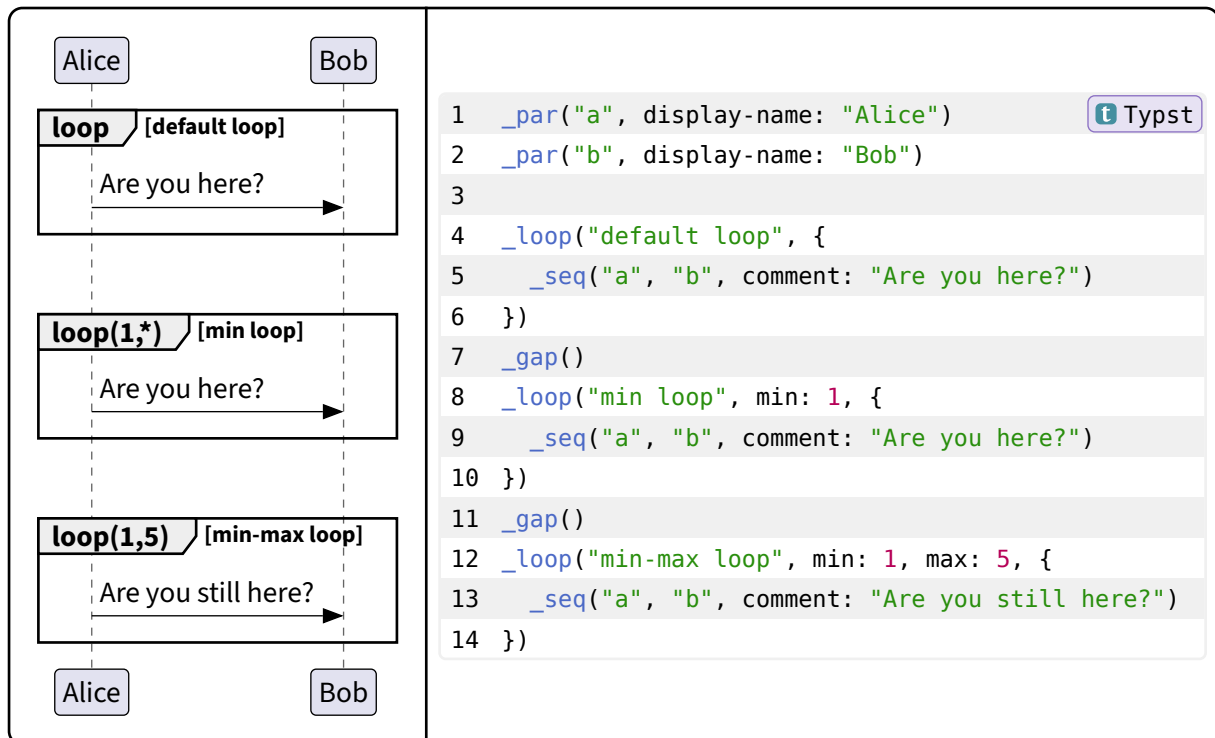 Alice Bob
loop [default loop]
Are you here?
loop(1,*) [min loop]
Are you here?
loop(1,5) [min-max loop]
Are you still here?
Alice Bob
1 _par("a", display-name: "Alice")
t Typst
2 _par("b", display-name: "Bob")
3
4 _loop("default loop", {
5   _seq("a", "b", comment: "Are you here?")
6 })
7 _gap()
8 _loop("min loop", min: 1, {
9   _seq("a", "b", comment: "Are you here?")
10 })
11 _gap()
12 _loop("min-max loop", min: 1, max: 5, {
13   _seq("a", "b", comment: "Are you still here?")
14 })